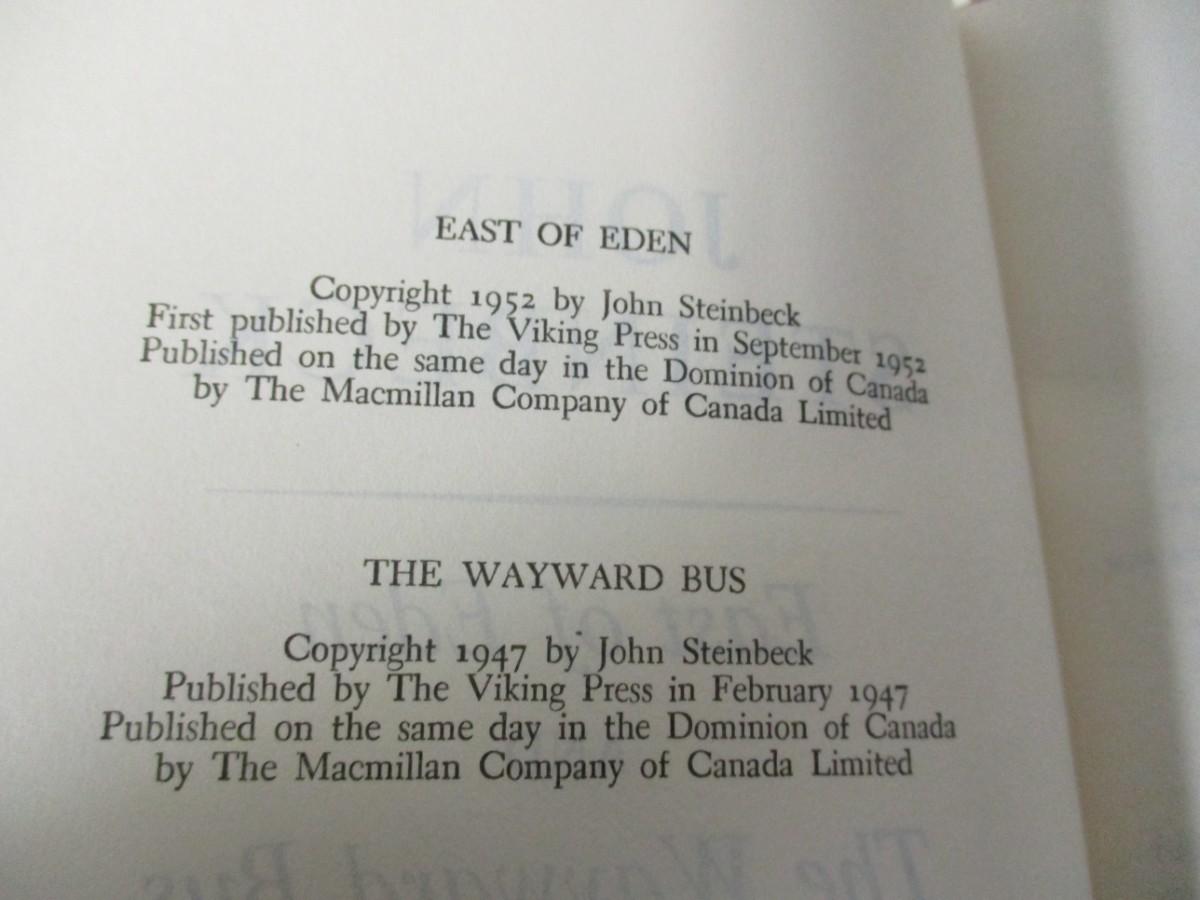 EAST OF EDEN
Copyright 1952 by John Steinbeck
First published by The Viking Press in September 1952
Published on the same day in the Dominion of Canada
by The Macmillan Company of Canada Limited
THE WAYWARD BUS
Copyright 1947 by John Steinbeck
Published by The Viking Press in February 1947
Published on the same day in the Dominion of Canada
by The Macmillan Company of Canada Limited